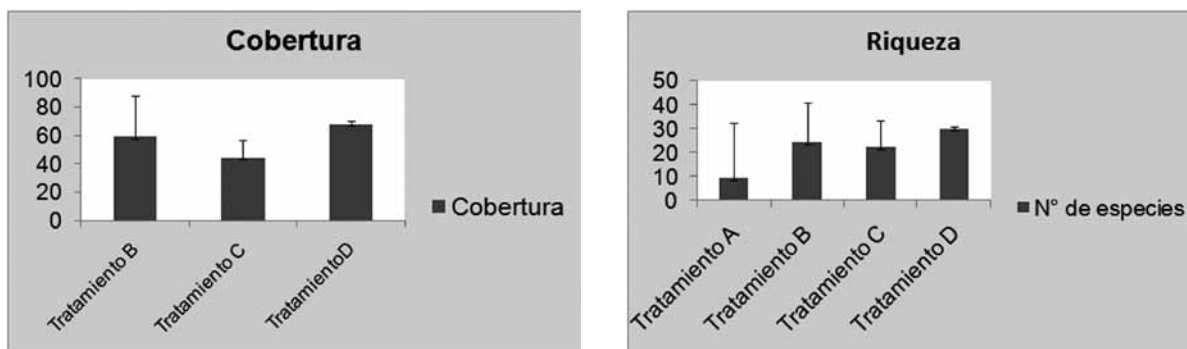 Cobertura
100
80
60
40
20
0
Tratamiento B
Tratamiento C
TratamientoD
Cobertura
Riqueza
50
40
30
20
10
0
Tratamiento A
Tratamiento B
Tratamiento C
Tratamiento D
N° de especies